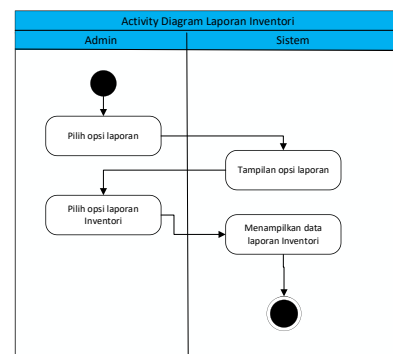 Activity Diagram Laporan Inventori
Admin
Sistem
Pilih opsi laporan
Tampilan opsi laporan
Pilih opsi laporan
Inventori
Menampilkan data
laporan Inventori